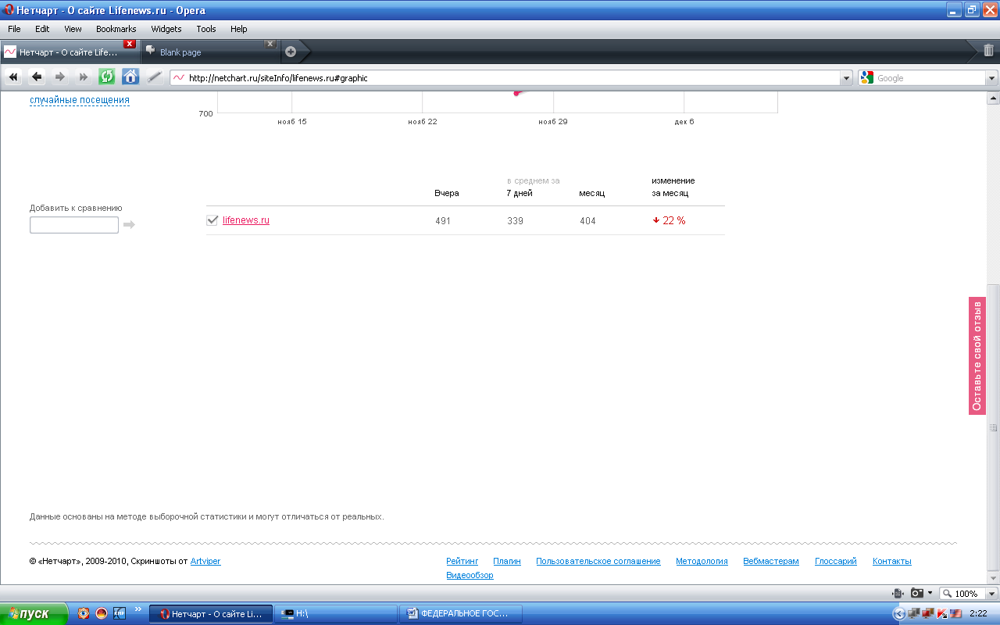 Нетчарт - О сайте Lifenews.ru - Opera
File Edit View Bookmarks Widgets Tools Help
Нетчарт - О сайте Life... Blank page
http://netchart.ru/siteInfo/lifenews.ru#graphic Google
случайные посещения
700
нояб 15 нояб 22 нояб 29 дек 6
в среднем за изменение
Вчера 7 дней месяц за месяц
Добавить к сравнению
lifenews.ru 491 339 404 22 %
Оставьте свой отзыв
Данные основаны на методе выборочной статистики и могут отличаться от реальных.
© «Нетчарт», 2009-2010, Скриншоты от Artviper Рейтинг Плагин Пользовательское соглашение Методология Вебмастерам Глоссарий Контакты
Видеообзор
100%
пуск Нетчарт - О сайте Li... H:\ ФЕДЕРАЛЬНОЕ ГОС... 2:22